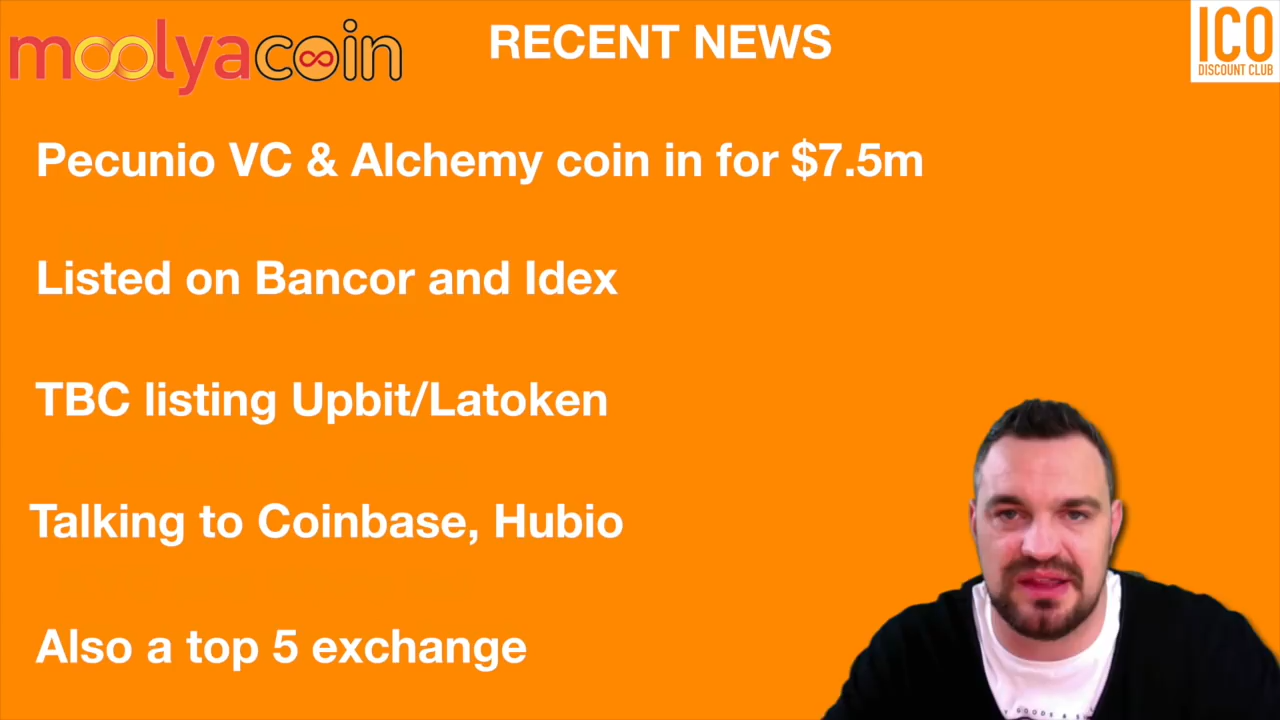 moolyacoin
RECENT NEWS
ICO
DISCOUNT CLUB
Pecunio VC & Alchemy coin in for $7.5m
Listed on Bancor and Idex
TBC listing Upbit/Latoken
Talking to Coinbase, Hubio
Also a top 5 exchange